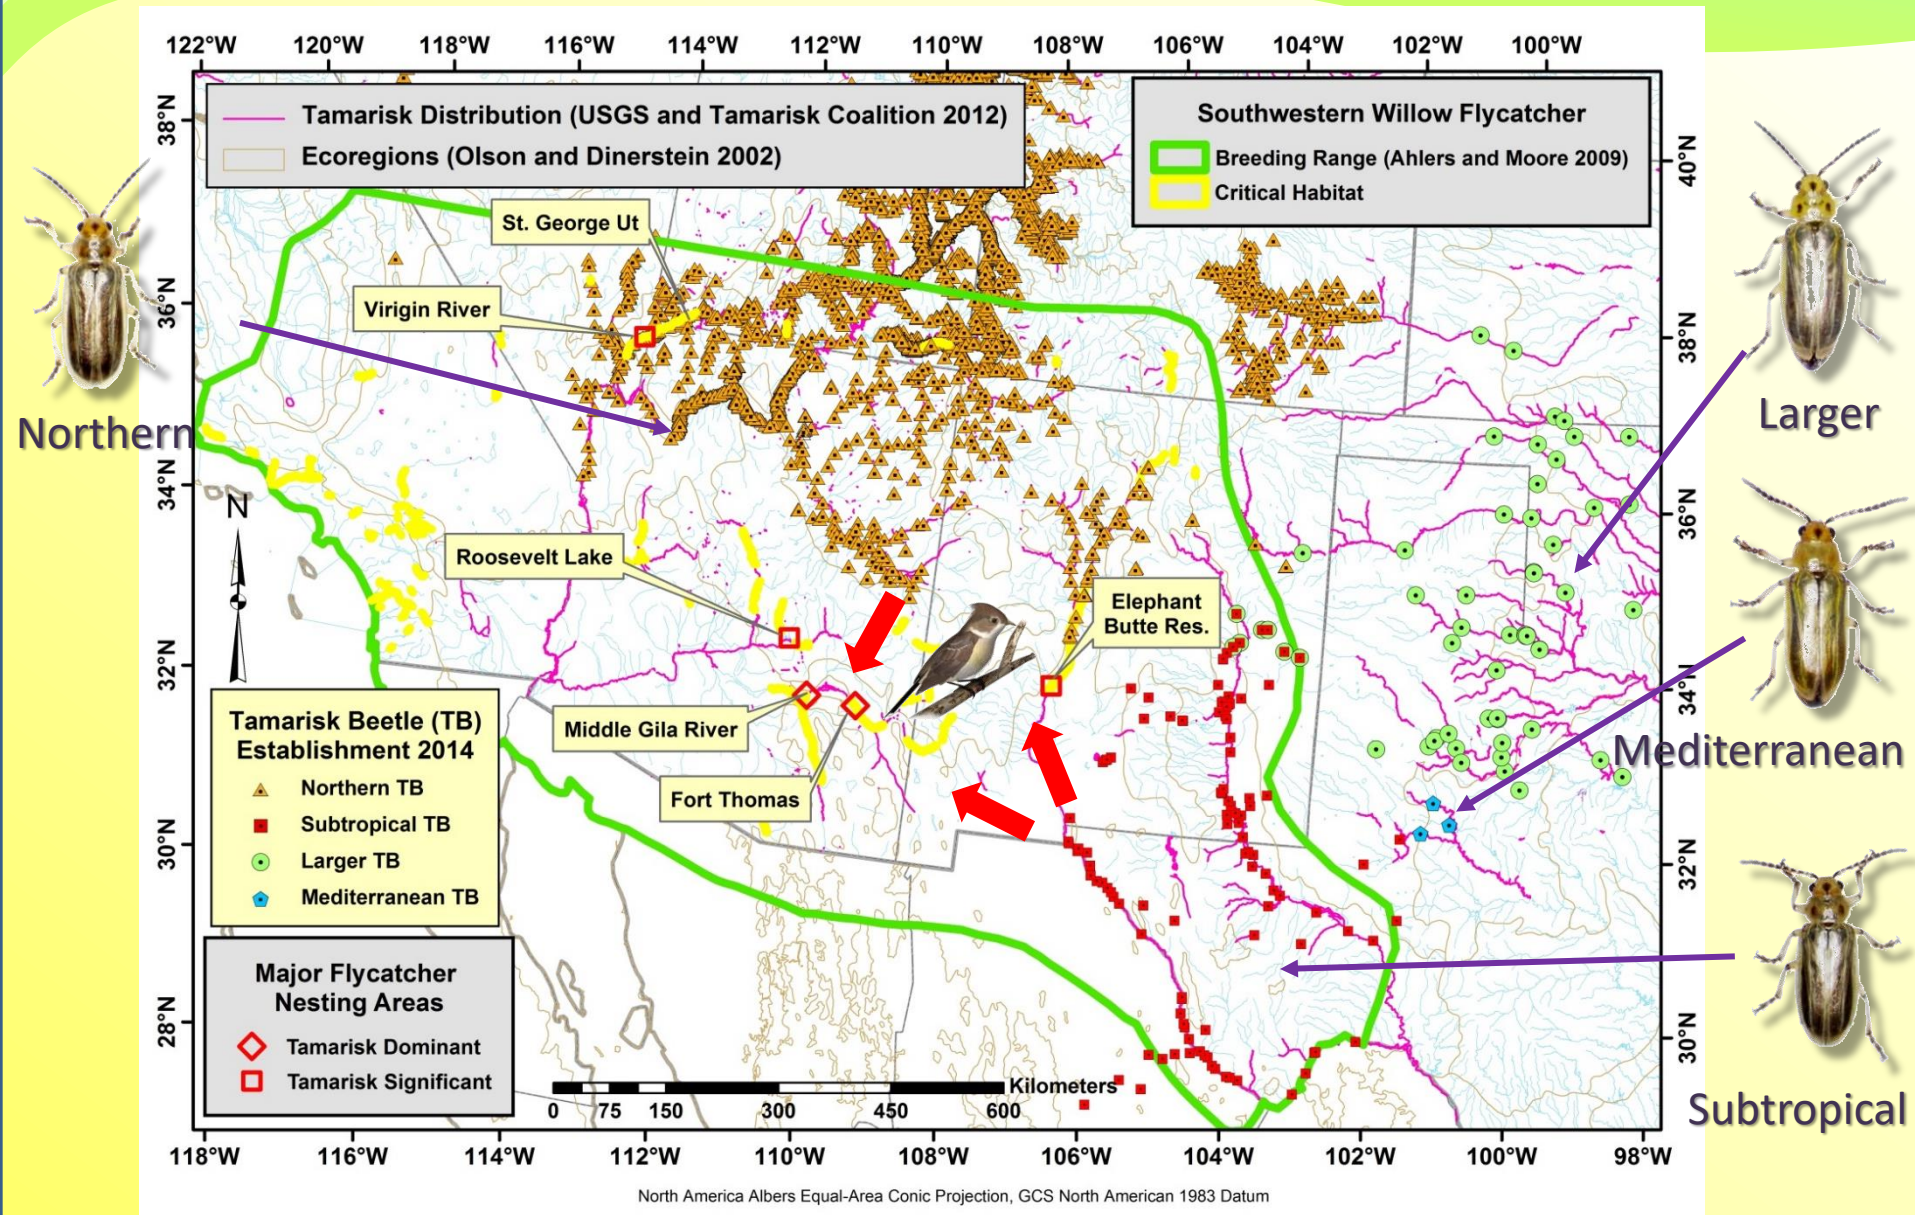 122°W 120°W 118°W 116°W 114°W 112°W 110°W 108°W 106°W 104°W 102°W 100°W
38°N
36°N
34°N
32°N
30°N
28°N
40°N
38°N
36°N
34°N
32°N
30°N
Tamarisk Distribution (USGS and Tamarisk Coalition 2012)
Ecoregions (Olson and Dinerstein 2002)
Southwestern Willow Flycatcher
Breeding Range (Ahlers and Moore 2009)
Critical Habitat
St. George Ut
Virigin River
Northern
Larger
N
Roosevelt Lake
Elephant
Butte Res.
Middle Gila River
Fort Thomas
Mediterranean
Subtropical
Tamarisk Beetle (TB)
Establishment 2014
Northern TB
Subtropical TB
Larger TB
Mediterranean TB
Major Flycatcher
Nesting Areas
Tamarisk Dominant
Tamarisk Significant
Kilometers
0 75 150 300 450 600
118°W 116°W 114°W 112°W 110°W 108°W 106°W 104°W 102°W 100°W 98°W
North America Albers Equal-Area Conic Projection, GCS North American 1983 Datum